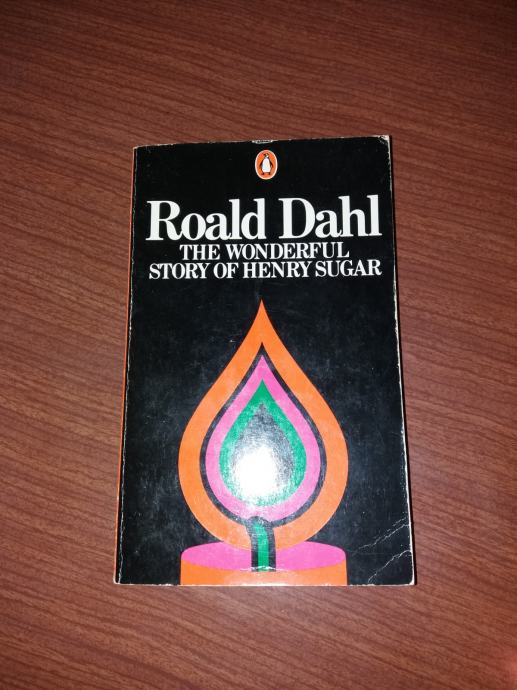 Roald Dahl
THE WONDERFUL
STORY OF HENRY SUGAR